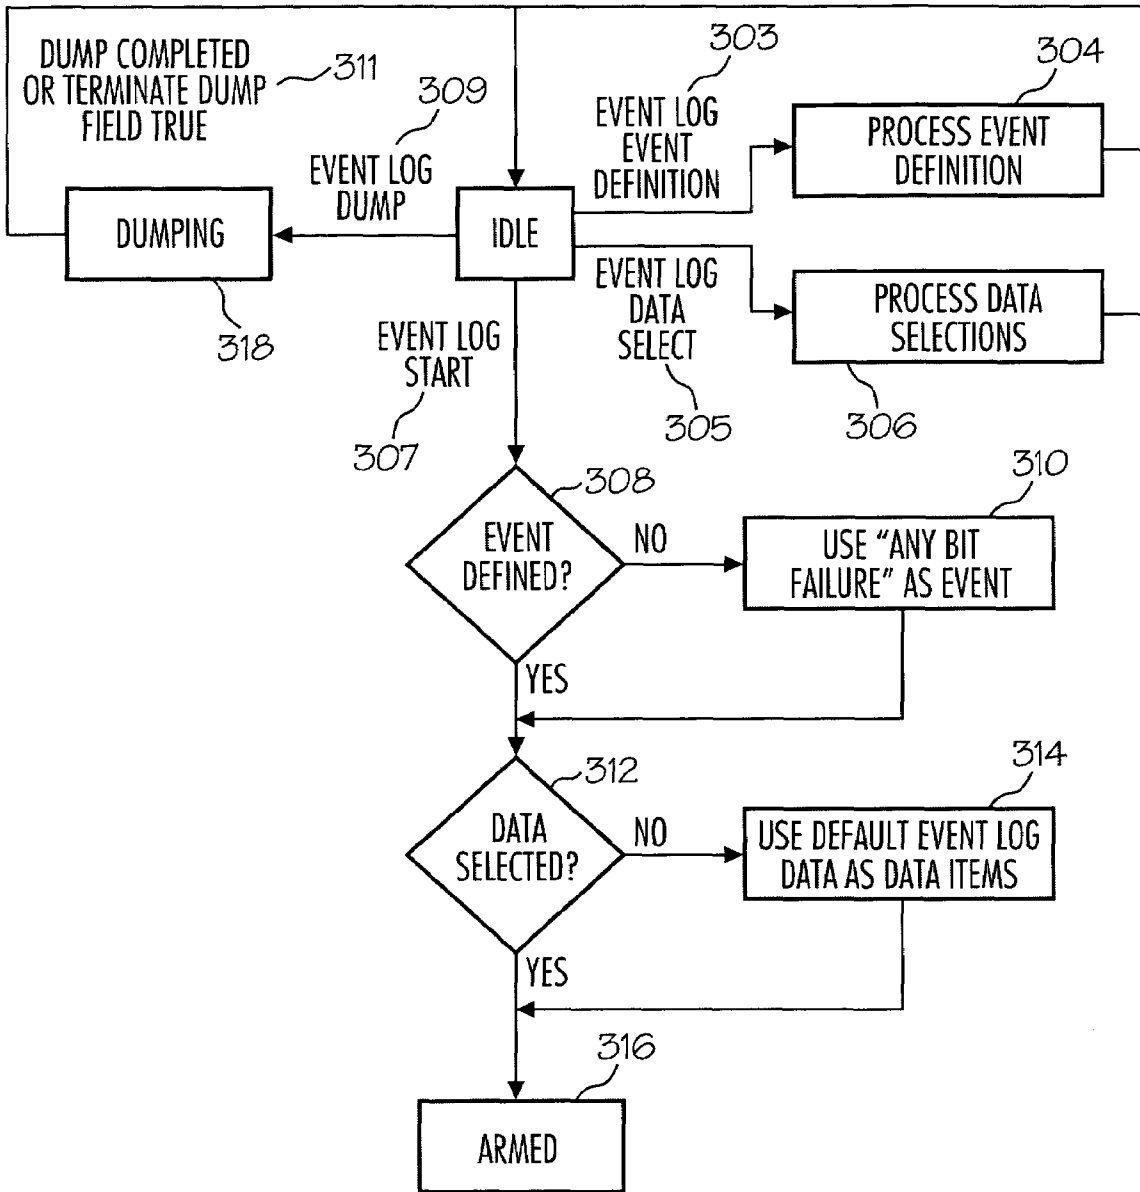 DUMP COMPLETED
OR TERMINATE DUMP
FIELD TRUE
311
309
EVENT LOG
DUMP
303
EVENT LOG
EVENT
DEFINITION
304
PROCESS EVENT
DEFINITION
DUMPING
318
IDLE
EVENT LOG
DATA
SELECT
305
PROCESS DATA
SELECTIONS
306
EVENT LOG
START
307
308
EVENT
DEFINED?
NO
310
USE “ANY BIT
FAILURE” AS EVENT
YES
312
DATA
SELECTED?
NO
314
USE DEFAULT EVENT LOG
DATA AS DATA ITEMS
YES
316
ARMED